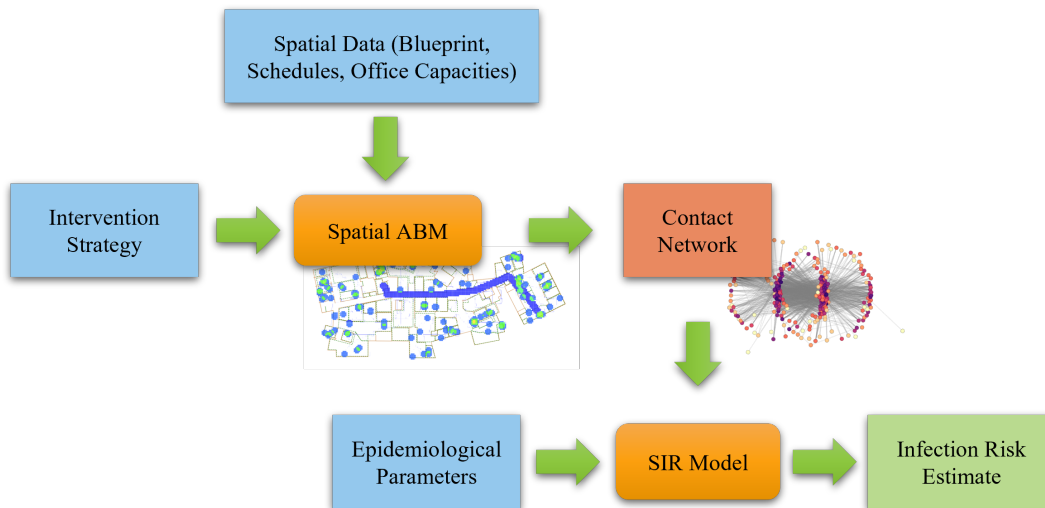 Spatial Data (Blueprint,
Schedules, Office Capacities)
Intervention
Strategy
Spatial ABM
Contact
Network
Epidemiological
Parameters
SIR Model
Infection Risk
Estimate